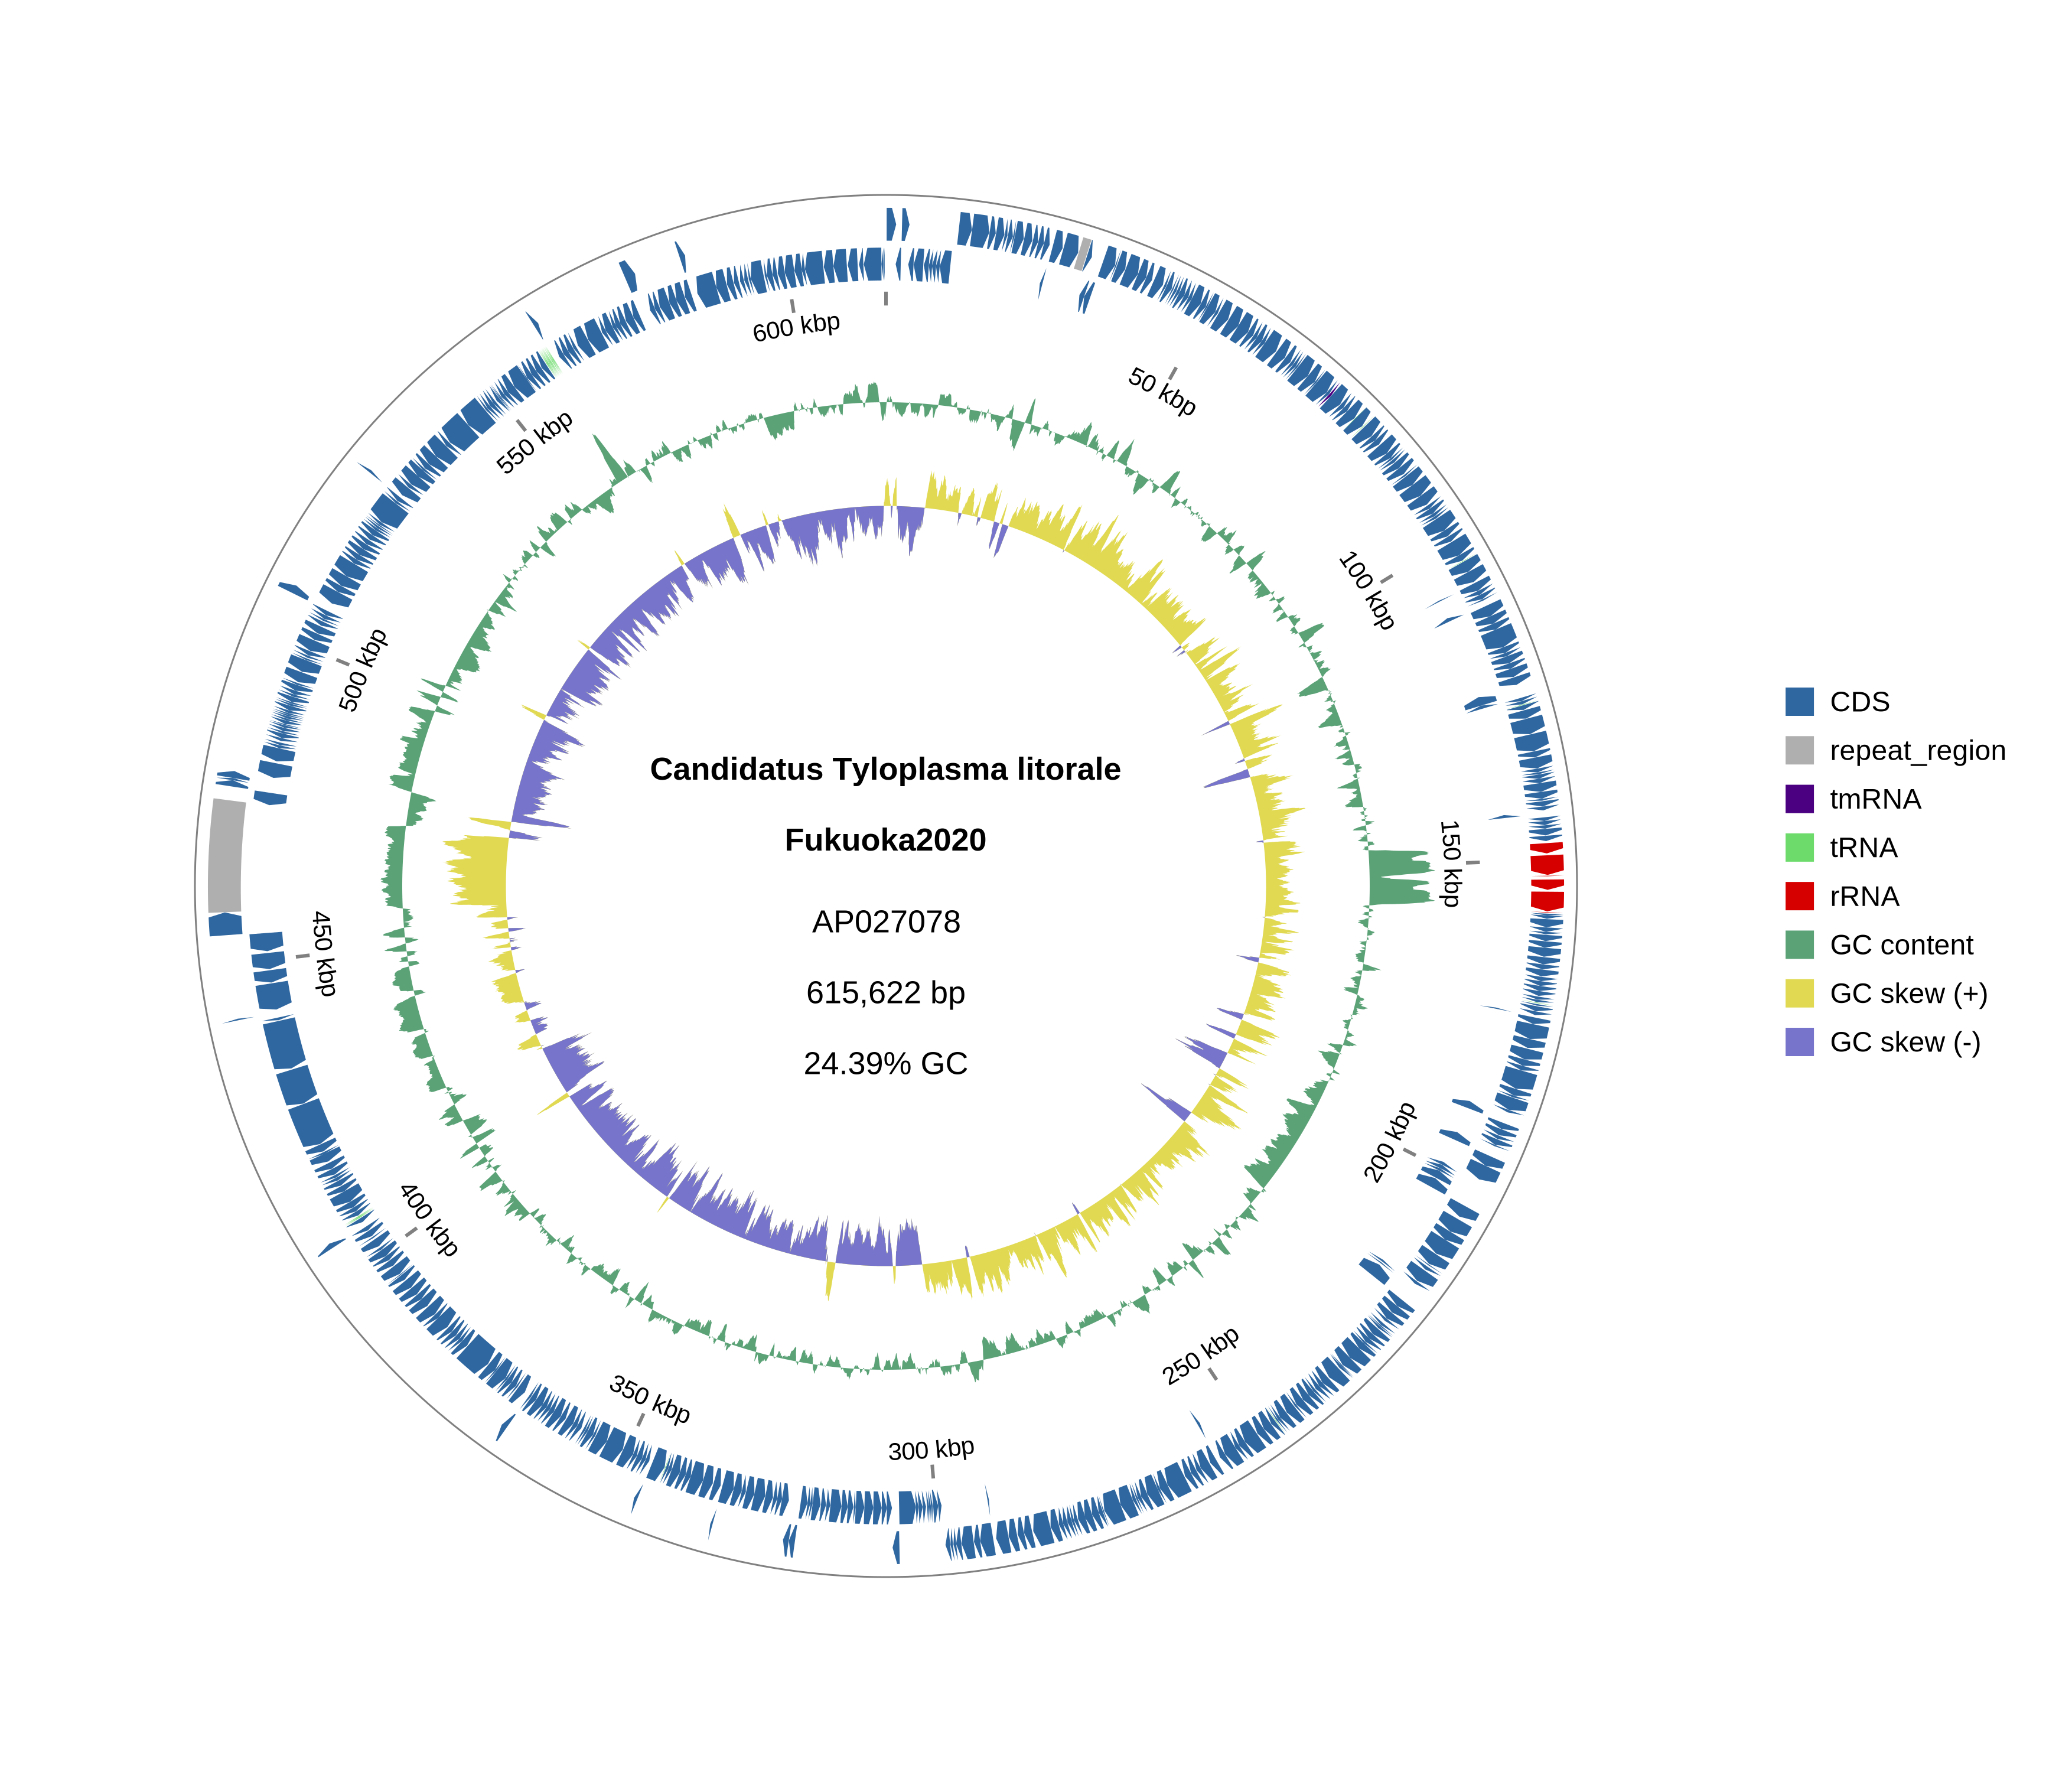 Candidatus Tyloplasma litorale
Fukuoka2020
AP027078
615,622 bp
24.39% GC
50 kbp
100 kbp
150 kbp
200 kbp
250 kbp
300 kbp
350 kbp
400 kbp
450 kbp
500 kbp
550 kbp
600 kbp
CDS
repeat_region
tmRNA
tRNA
rRNA
GC content
GC skew (+)
GC skew (-)